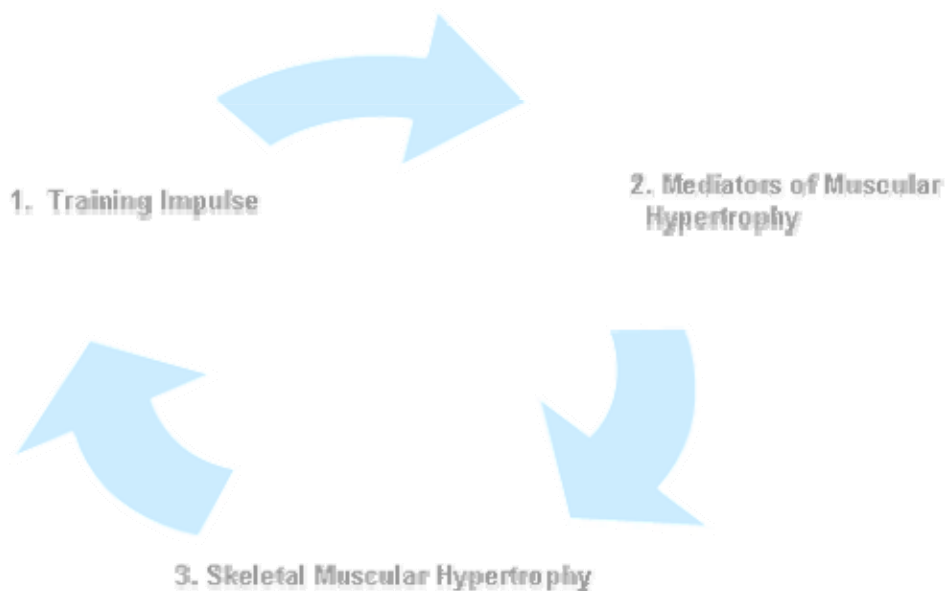 1. Training Impulse
2. Mediators of Muscular
Hypertrophy
3. Skeletal Muscular Hypertrophy